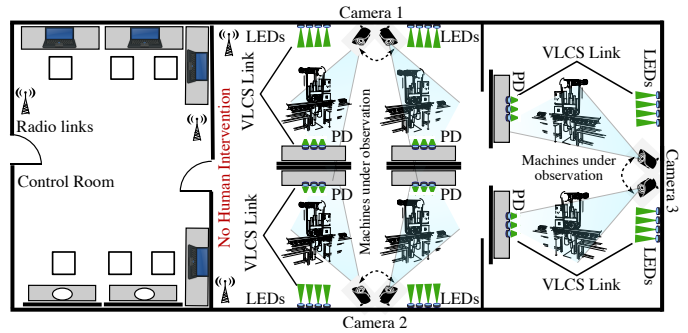 Camera 1
LEDs
LEDs
VLCS Link
VLCS Link
LEDs
PD
Radio links
No Human Intervention
Machines under observation
PD
PD
Control Room
Machines under
observation
Camera 3
PD
PD
PD
VLCS Link
VLCS Link
LEDs
LEDs
LEDs
Camera 2